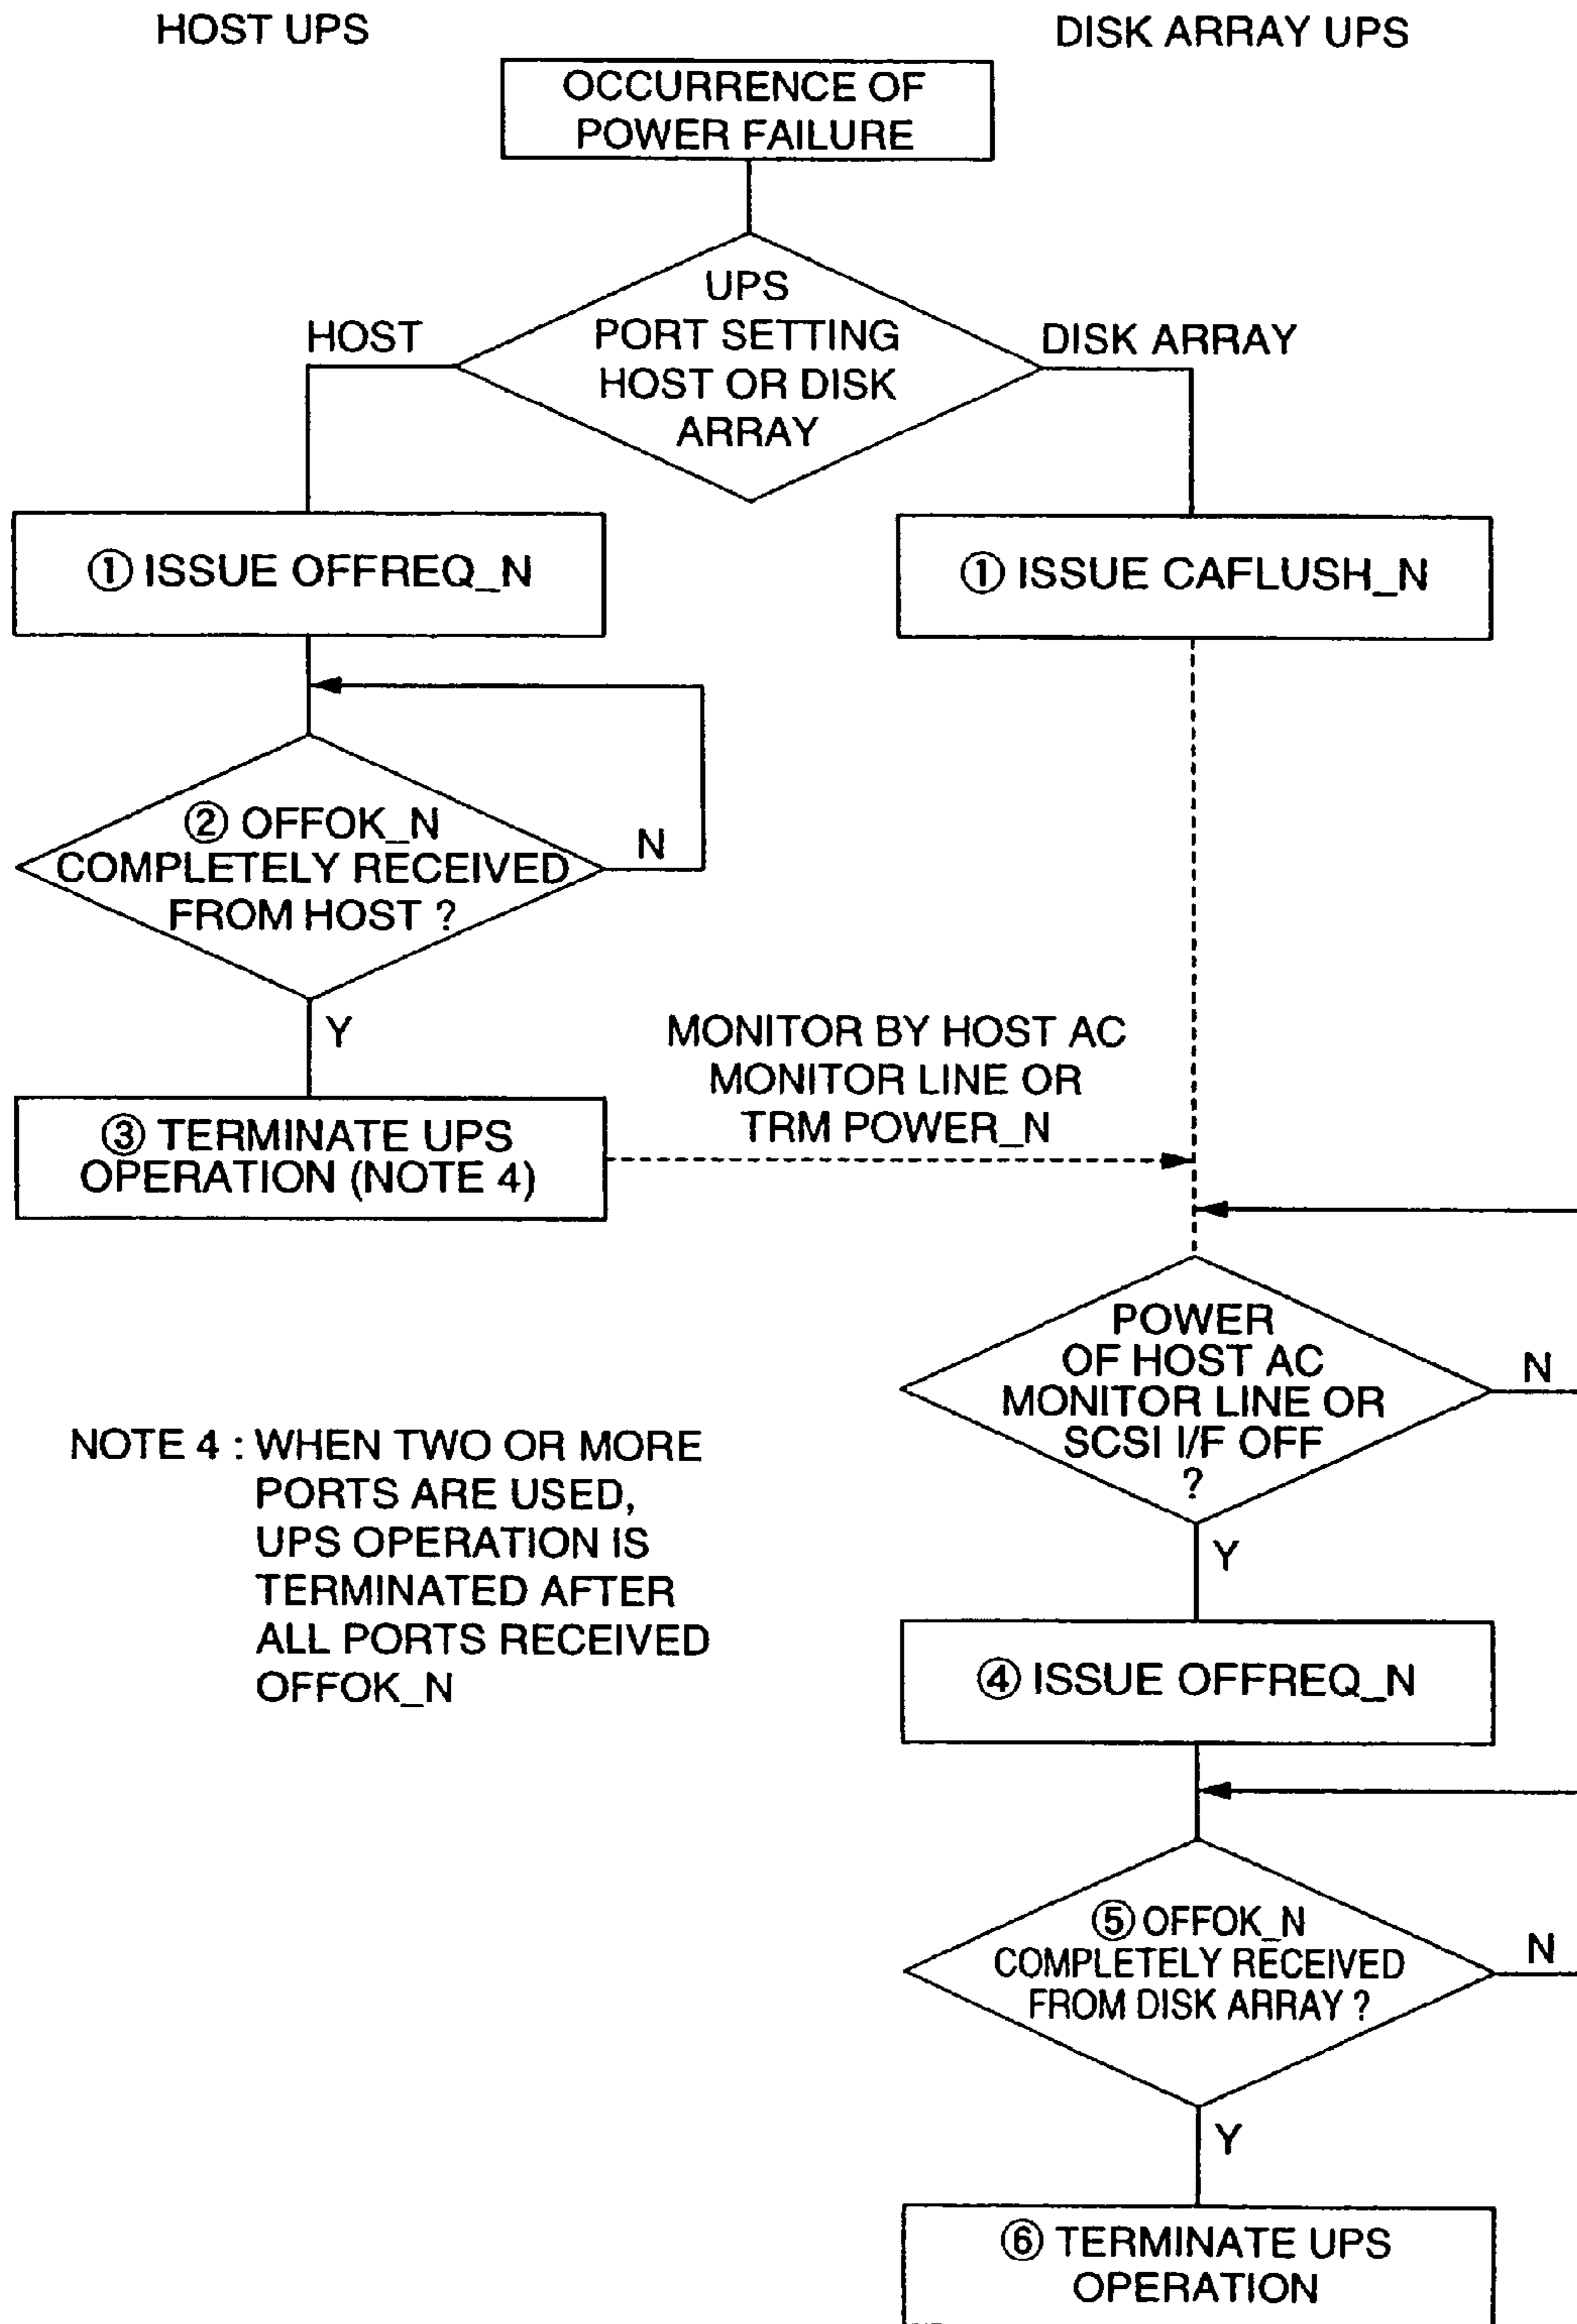 HOST UPS
DISK ARRAY UPS
OCCURRENCE OF
POWER FAILURE
UPS
PORT SETTING
HOST OR DISK
ARRAY
HOST
DISK ARRAY
① ISSUE OFFREQ_N
① ISSUE CAFLUSH_N
② OFFOK_N
COMPLETELY RECEIVED
FROM HOST ?
N
Y
③ TERMINATE UPS
OPERATION (NOTE 4)
MONITOR BY HOST AC
MONITOR LINE OR
TRM POWER_N
POWER
OF HOST AC
MONITOR LINE OR
SCSI I/F OFF
?
N
Y
NOTE 4 : WHEN TWO OR MORE
PORTS ARE USED,
UPS OPERATION IS
TERMINATED AFTER
ALL PORTS RECEIVED
OFFOK_N
④ ISSUE OFFREQ_N
⑤ OFFOK_N
COMPLETELY RECEIVED
FROM DISK ARRAY ?
N
Y
⑥ TERMINATE UPS
OPERATION